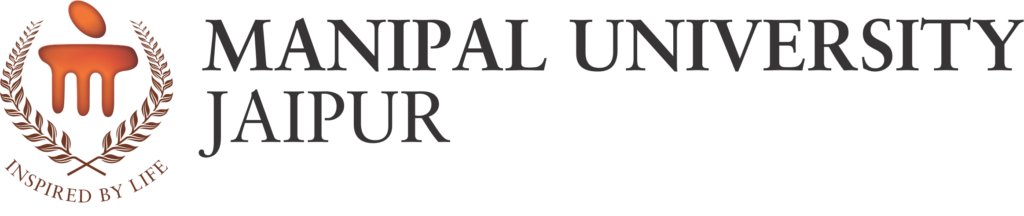 MANIPAL UNIVERSITY
JAIPUR
INSPIRED BY LIFE